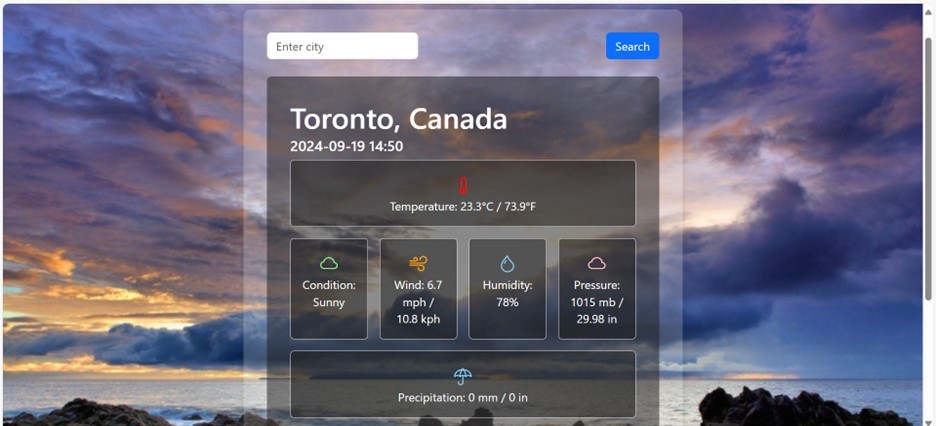 Enter city
Search
Toronto, Canada
2024-09-19 14:50
Temperature: 23.3°C / 73.9°F
Condition:
Sunny
Wind: 6.7
mph /
10.8 kph
Humidity:
78%
Pressure:
1015 mb /
29.98 in
Precipitation: 0 mm / 0 in